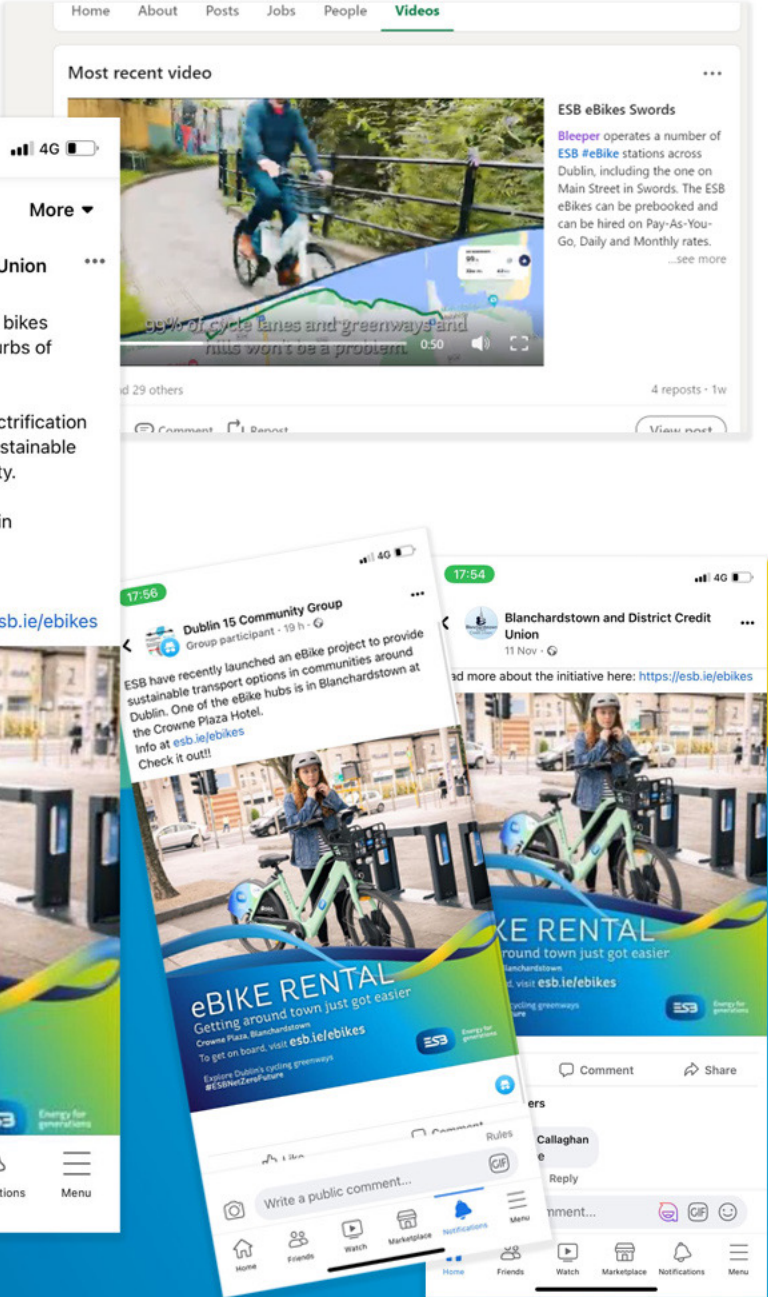 Home About Posts Jobs People Videos
Most recent video
ESB eBikes Swords
Bleeper operates a number of
ESB #eBike stations across
Dublin, including the one on
Main Street in Swords. The ESB
eBikes can be prebooked and
can be hired on Pay-As-You-
Go, Daily and Monthly rates.
...see more
99% of cycle lanes and greenways and
hills won't be a problem.
0:50
d 29 others
4 reposts · 1w
Comment Repost View post
4G
More
Union
bikes
urbs of
ctrification
stainable
ty.
in
sb.ie/ebikes
Energy for
generations
tions
Menu
17:56
4G
Dublin 15 Community Group
Group participant · 19 h ·
ESB have recently launched an eBike project to provide
sustainable transport options in communities around
Dublin. One of the eBike hubs is in Blanchardstown at
the Crowne Plaza Hotel.
Info at esb.ie/ebikes
Check it out!!
eBIKE RENTAL
Getting around town just got easier
Crowne Plaza, Blanchardstown
To get on board, visit esb.ie/ebikes
Explore Dublin's cycling greenways
#ESBNetZeroFuture
ESB
Energy for
generations
Like
Comment
Rules
Write a public comment...
GIF
Home Friends Watch Marketplace Notifications Menu
17:54
4G
Blanchardstown and District Credit
Union
11 Nov ·
ad more about the initiative here: https://esb.ie/ebikes
KE RENTAL
round town just got easier
lanchardstown
d, visit esb.ie/ebikes
cycling greenways
ture
ESB
Energy for
generations
Comment Share
ers
Callaghan
e
Reply
mment...
GIF
Home Friends Watch Marketplace Notifications Menu